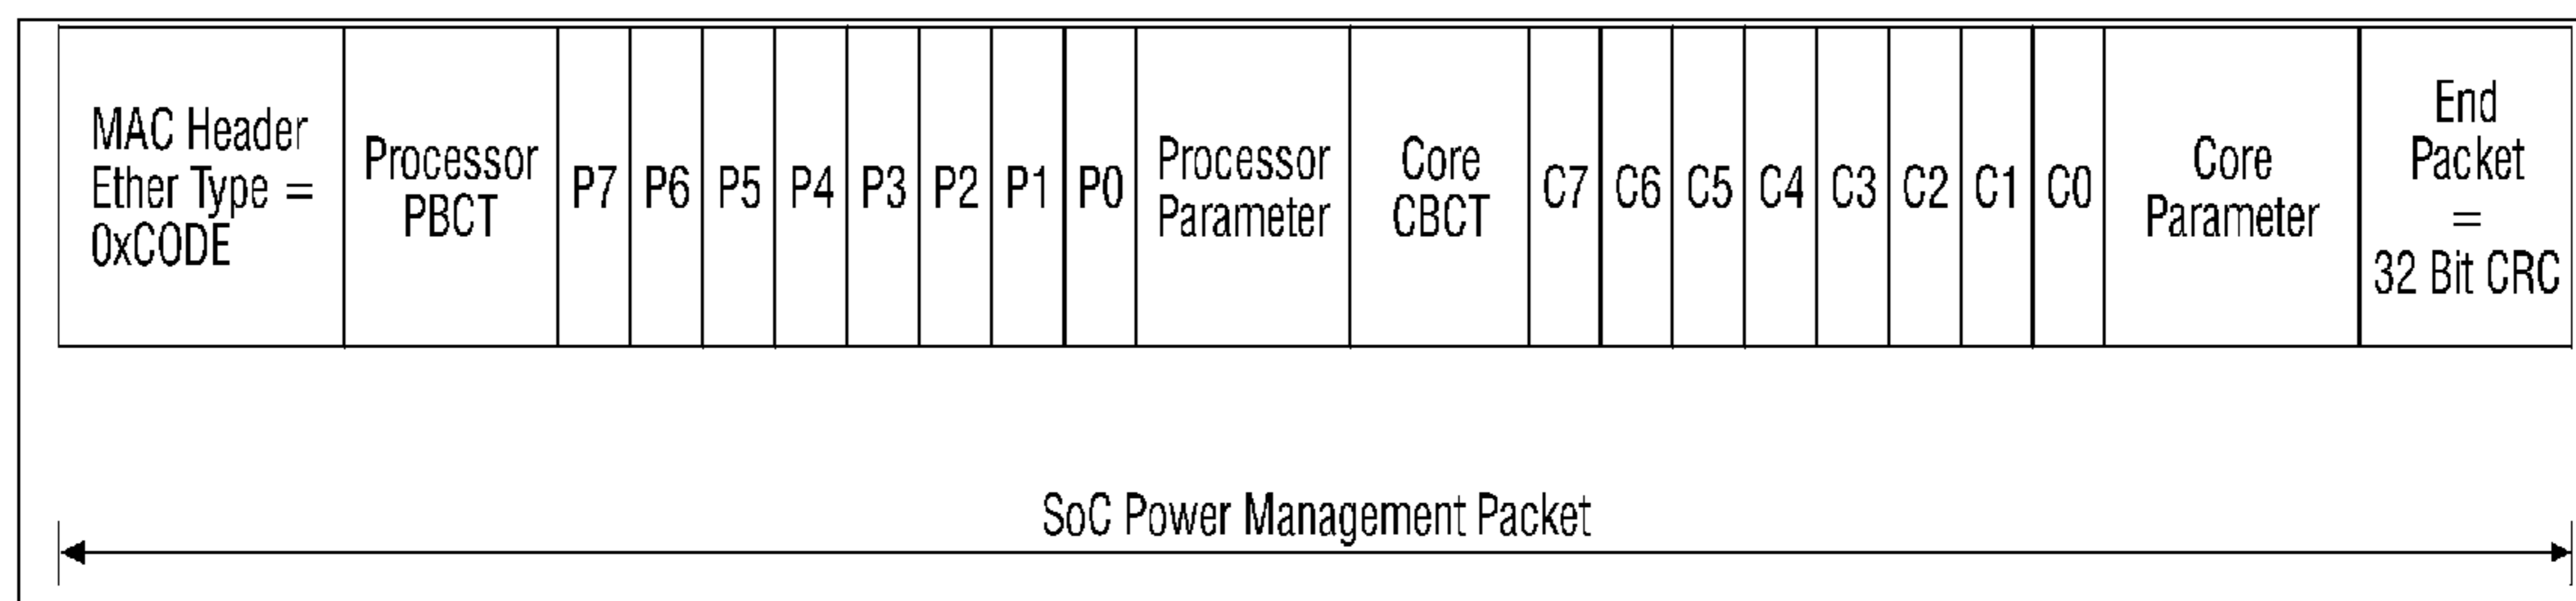 MAC Header
Ether Type =
0xCODE
Processor
PBCT
P7
P6
P5
P4
P3
P2
P1
P0
Processor
Parameter
Core
CBCT
C7
C6
C5
C4
C3
C2
C1
C0
Core
Parameter
End
Packet
=
32 Bit CRC
SoC Power Management Packet